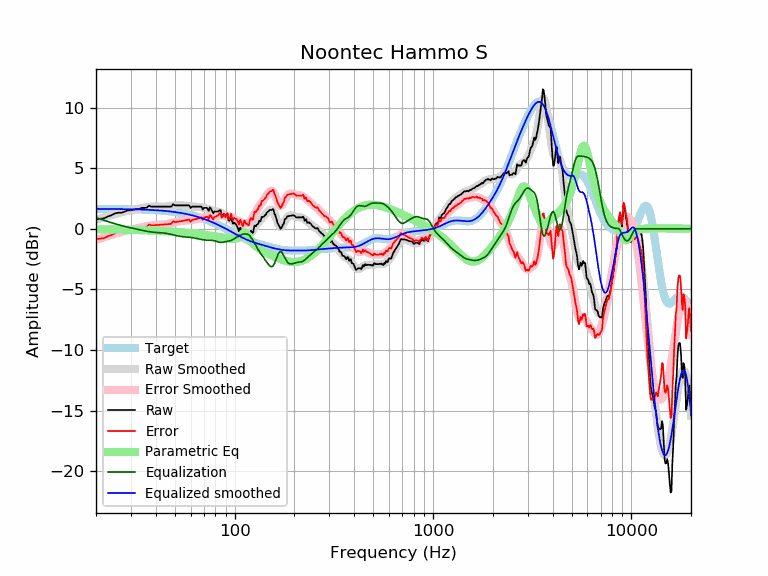 Noontec Hammo S
10
5
0
−5
−10
−15
−20
Amplitude (dBr)
Target
Raw Smoothed
Error Smoothed
Raw
Error
Parametric Eq
Equalization
Equalized smoothed
100
1000
10000
Frequency (Hz)